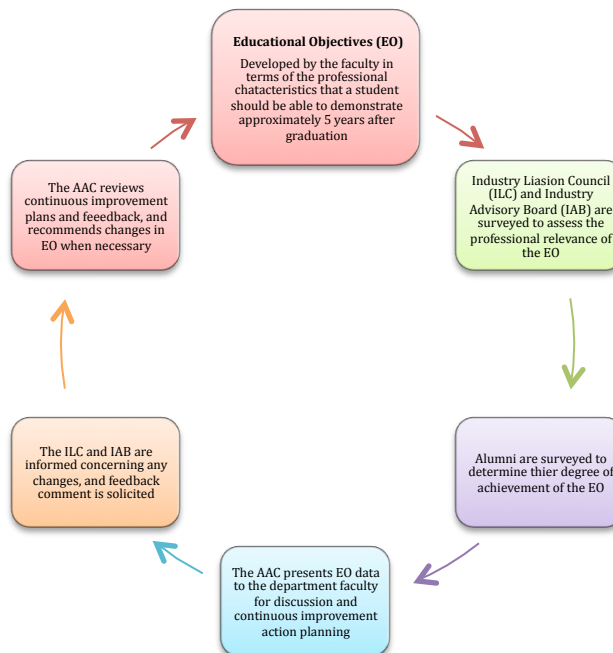 Educational Objectives (EO)
Developed by the faculty in
terms of the professional
chatacteristics that a student
should be able to demonstrate
approximately 5 years after
graduation
Industry Liasion Council
(ILC) and Industry
Advisory Board (IAB) are
surveyed to assess the
professional relevance of
the EO
Alumni are surveyed to
determine thier degree of
achievement of the EO
The AAC presents EO data
to the department faculty
for discussion and
continuous improvement
action planning
The ILC and IAB are
informed concerning any
changes, and feedback
comment is solicited
The AAC reviews
continuous improvement
plans and feeedback, and
recommends changes in
EO when necessary